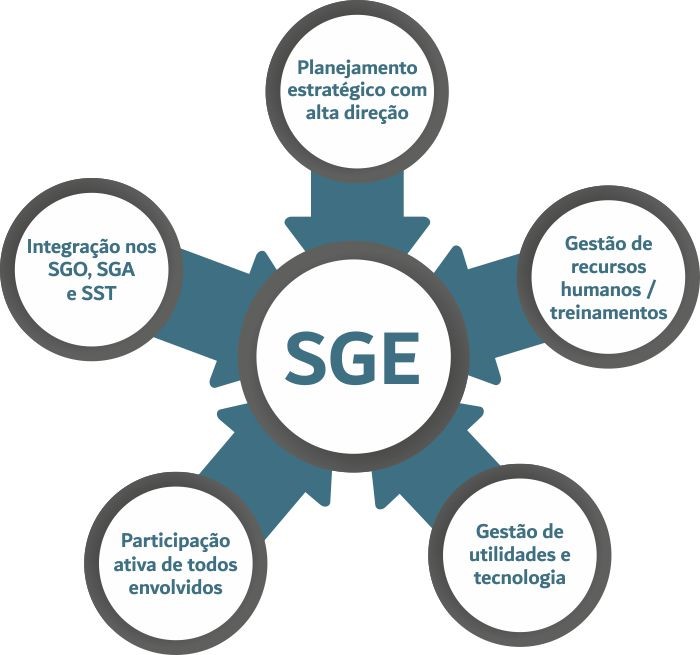 Planejamento
estratégico com
alta direção
Integração nos
SGO, SGA
e SST
Gestão de
recursos
humanos /
treinamentos
SGE
Participação
ativa de todos
envolvidos
Gestão de
utilidades e
tecnologia